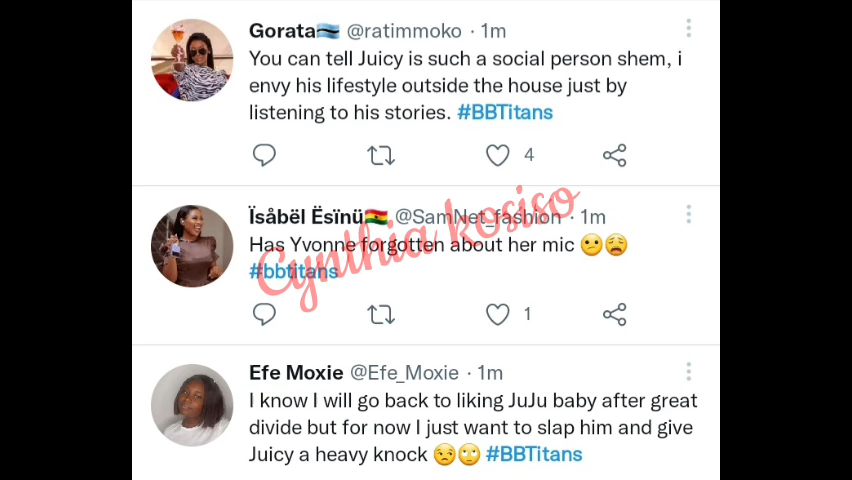 Gorata🇧🇼 @ratimmoko · 1m
You can tell Juicy is such a social person shem, i
envy his lifestyle outside the house just by
listening to his stories. #BBTitans
4
Ïsåbël Ësïnü🇬🇭 @SamNet_fashion · 1m
Has Yvonne forgotten about her mic 😕😩
#bbtitans
Cynthia kosiso
1
Efe Moxie @Efe_Moxie · 1m
I know I will go back to liking JuJu baby after great
divide but for now I just want to slap him and give
Juicy a heavy knock 😒🙄 #BBTitans